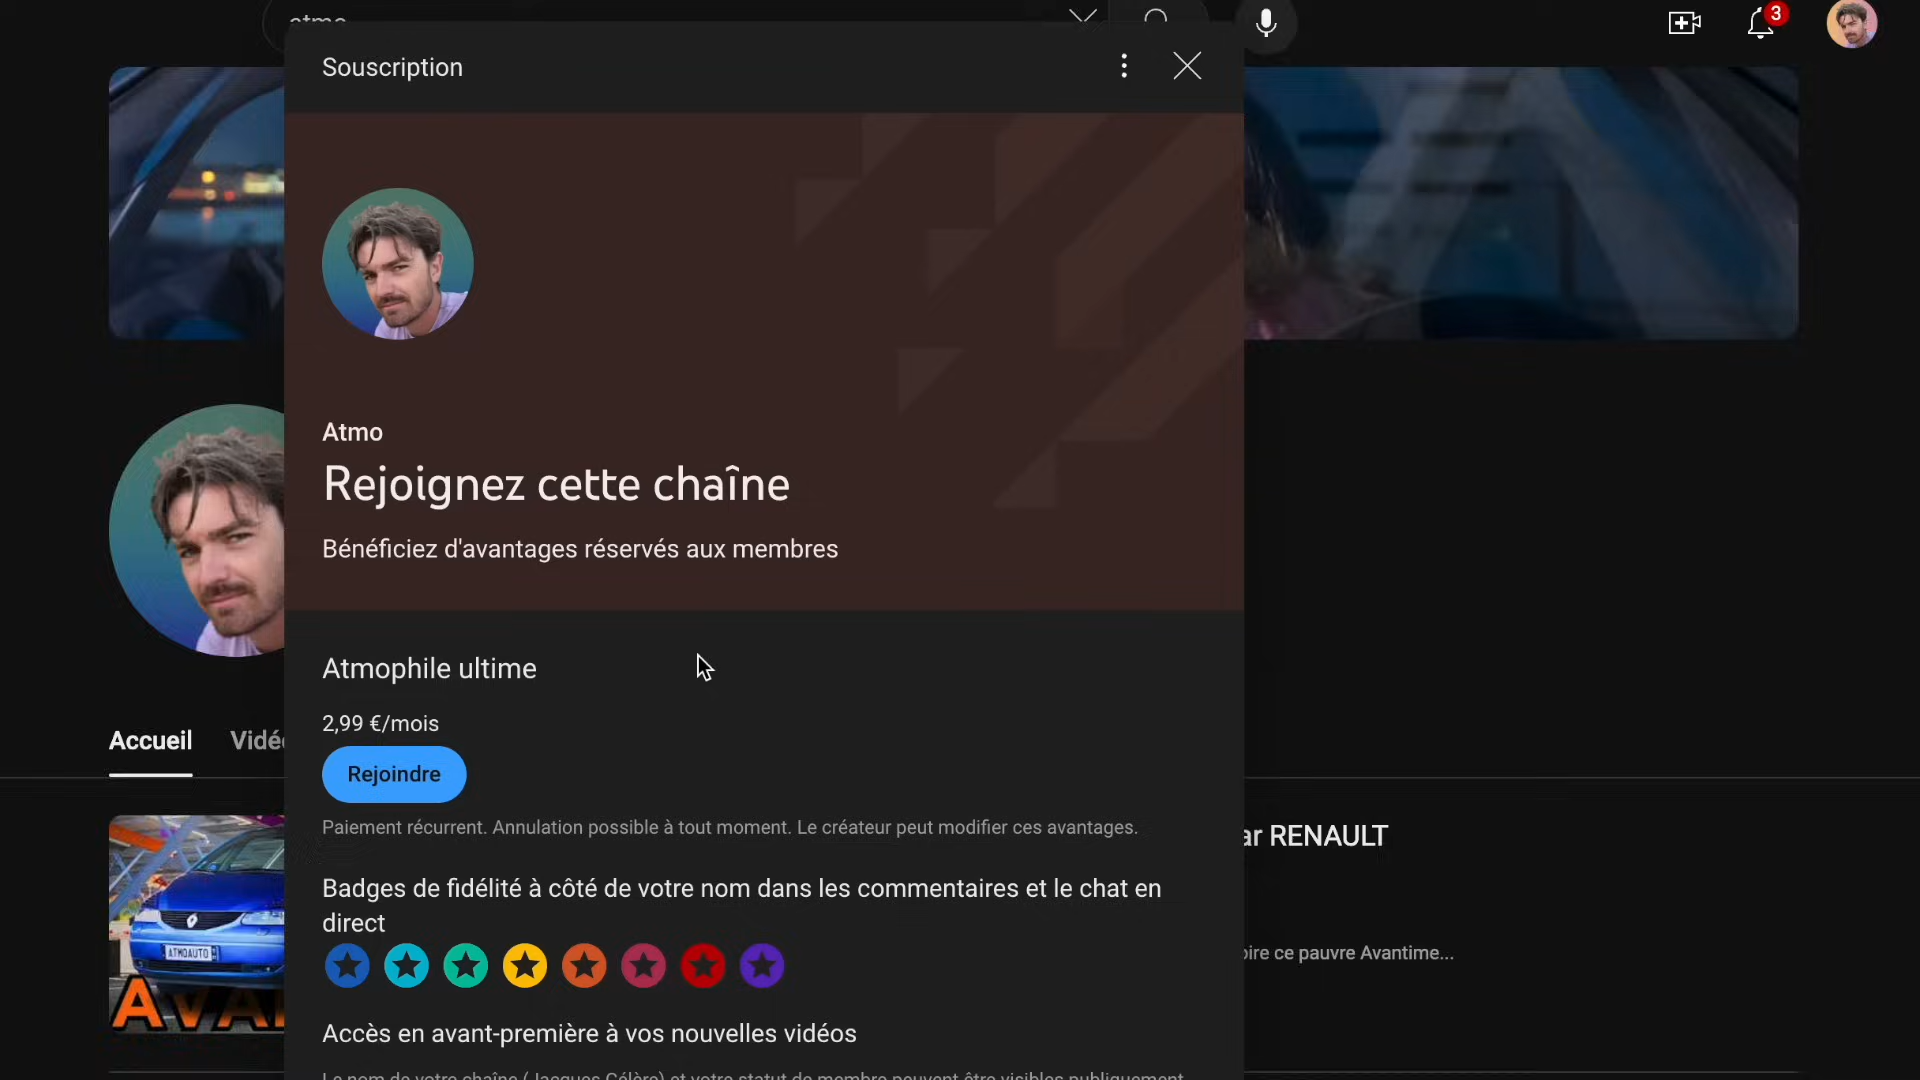 atmo
3
Souscription
Atmo
Rejoignez cette chaîne
Bénéficiez d'avantages réservés aux membres
Atmophile ultime
2,99 €/mois
Accueil
Vidé
Rejoindre
Paiement récurrent. Annulation possible à tout moment. Le créateur peut modifier ces avantages.
ar RENAULT
Badges de fidélité à côté de votre nom dans les commentaires et le chat en
direct
ATMOAUTO
oire ce pauvre Avantime...
AVAN
Accès en avant-première à vos nouvelles vidéos
Le nom de votre chaîne (Jacques Célère) et votre statut de membre peuvent être visibles publiquement